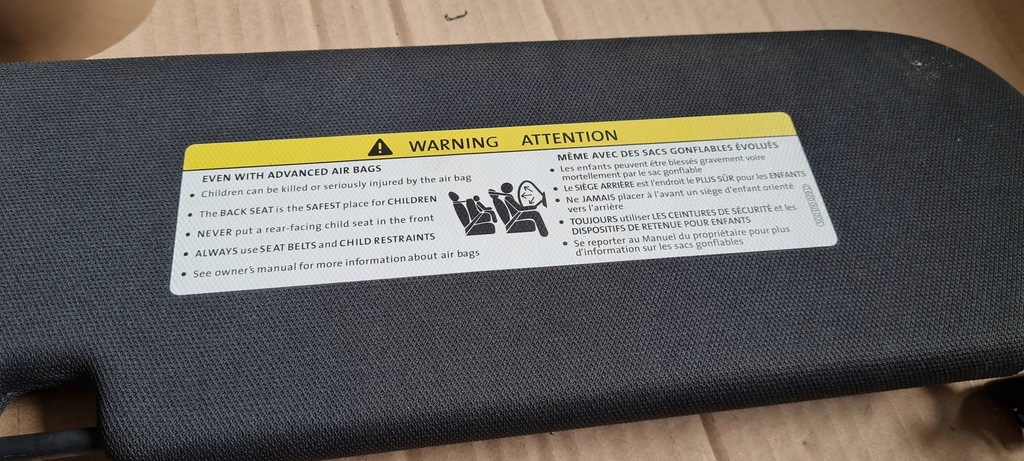 WARNING ATTENTION
EVEN WITH ADVANCED AIR BAGS
• Children can be killed or seriously injured by the air bag
• The BACK SEAT is the SAFEST place for CHILDREN
• NEVER put a rear-facing child seat in the front
• ALWAYS use SEAT BELTS and CHILD RESTRAINTS
• See owner's manual for more information about air bags
MÊME AVEC DES SACS GONFLABLES ÉVOLUÉS
• Les enfants peuvent être blessés gravement voire
mortellement par le sac gonflable
• Le SIÈGE ARRIÈRE est l'endroit le PLUS SÛR pour les ENFANTS
• Ne JAMAIS placer à l'avant un siège d'enfant orienté
vers l'arrière
• TOUJOURS utiliser LES CEINTURES DE SÉCURITÉ et les
DISPOSITIFS DE RETENUE POUR ENFANTS
• Se reporter au Manuel du propriétaire pour plus
d'information sur les sacs gonflables